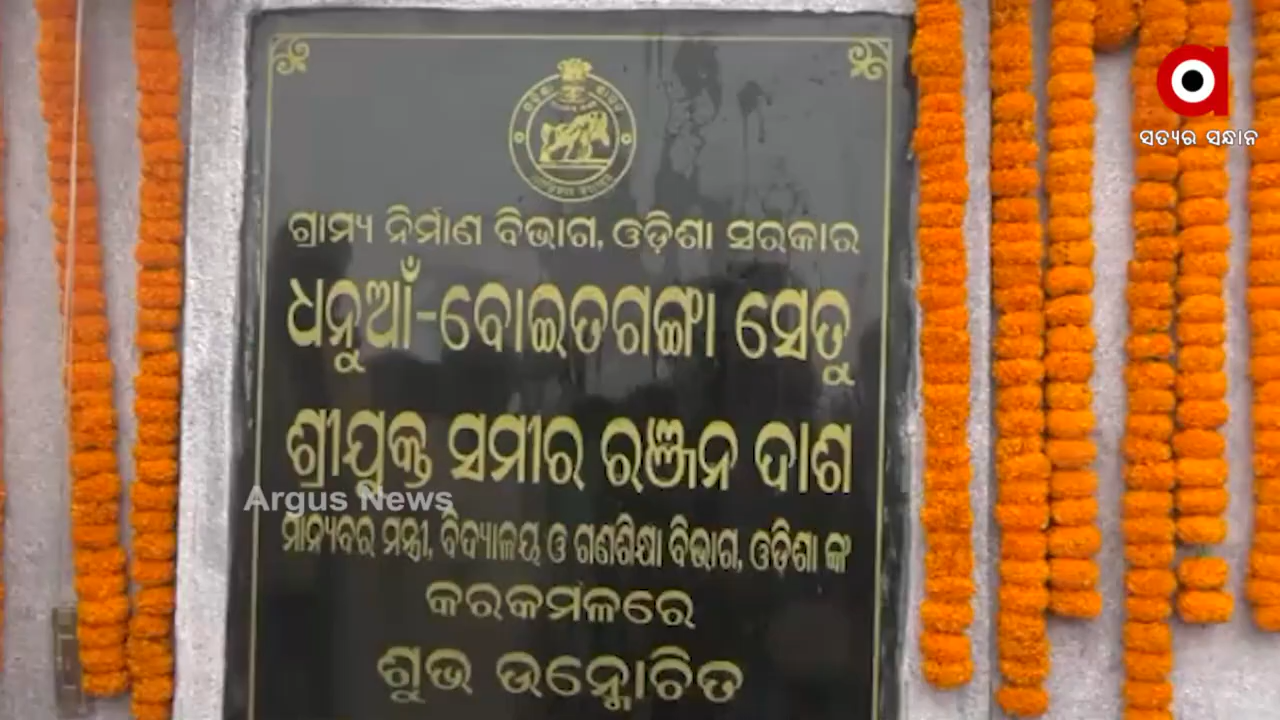 ସତ୍ୟର ସନ୍ଧାନ
ଗ୍ରାମ୍ୟ ନିର୍ମାଣ ବିଭାଗ, ଓଡ଼ିଶା ସରକାର
ଧନୁଆଁ-ବୋଇତଗଙ୍ଗା ସେତୁ
ଶ୍ରୀଯୁକ୍ତ ସମୀର ରଞ୍ଜନ ଦାଶ
Argus News
ମାନ୍ୟବର ମନ୍ତ୍ରୀ, ବିଦ୍ୟାଳୟ ଓ ଗଣଶିକ୍ଷା ବିଭାଗ, ଓଡ଼ିଶା ଙ୍କ
କରକମଳରେ
ଶୁଭ ଉନ୍ମୋଚିତ